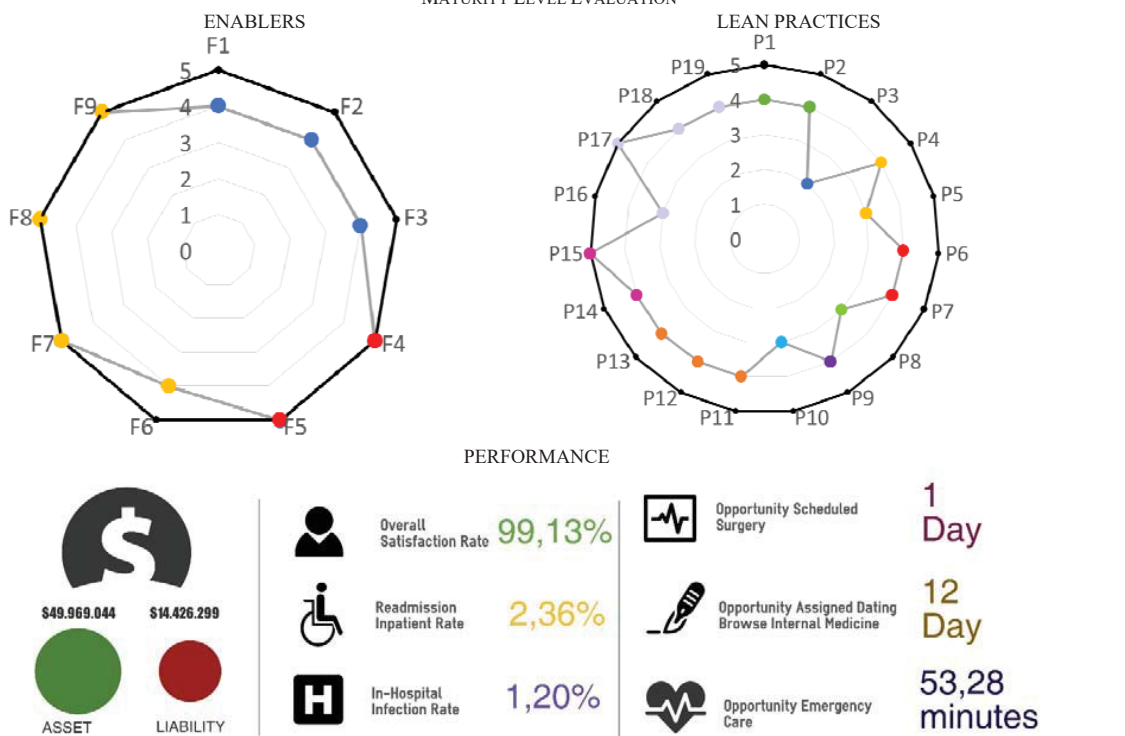 MATURITY LEVEL EVALUATION
ENABLERS
LEAN PRACTICES
F1
F2
F3
F4
F5
F6
F7
F8
F9
5
4
3
2
1
0
P1
P2
P3
P4
P5
P6
P7
P8
P9
P10
P11
P12
P13
P14
P15
P16
P17
P18
P19
5
4
3
2
1
0
PERFORMANCE
$
$49.969.044
$14.426.299
ASSET
LIABILITY
Overall
Satisfaction Rate
99,13%
Readmission
Inpatient Rate
2,36%
H
In-Hospital
Infection Rate
1,20%
Opportunity Scheduled
Surgery
1
Day
Opportunity Assigned Dating
Browse Internal Medicine
12
Day
Opportunity Emergency
Care
53,28
minutes